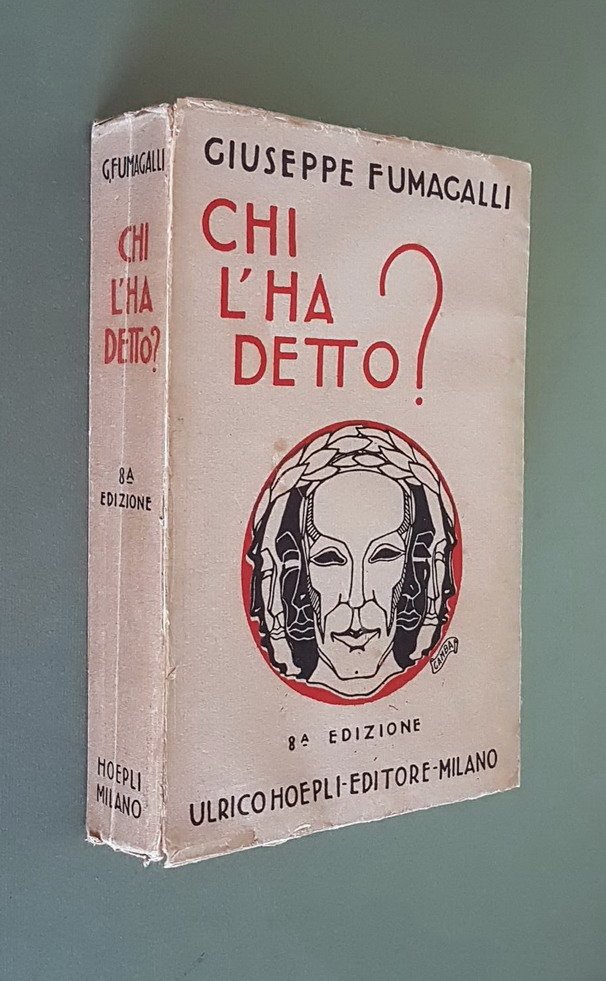 G. FUMAGALLI
CHI
L'HA
DETTO?
8A
EDIZIONE
HOEPLI
MILANO
GIUSEPPE FUMAGALLI
CHI
L'HA
DETTO?
CAMBA
8A EDIZIONE
ULRICO HOEPLI-EDITORE-MILANO